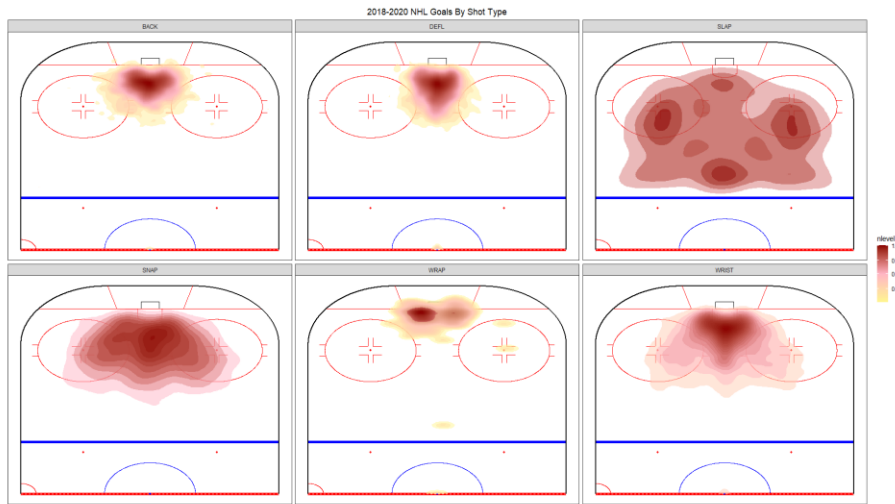 2018-2020 NHL Goals By Shot Type
BACK
DEFL
SLAP
SNAP
WRAP
WRIST
nlevel